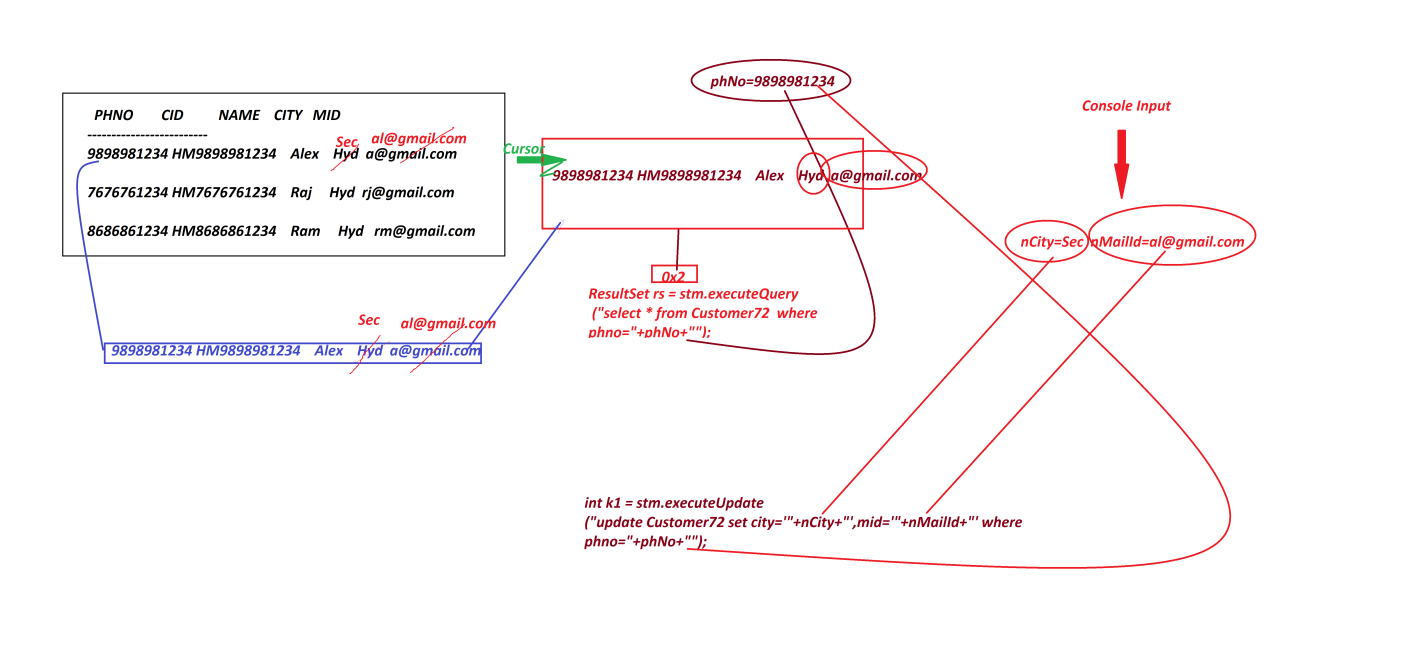 phNo=9898981234
Console Input
PHNO CID NAME CITY MID
--------------------------
Sec al@gmail.com
9898981234 HM9898981234 Alex Hyd a@gmail.com
7676761234 HM7676761234 Raj Hyd rj@gmail.com
8686861234 HM8686861234 Ram Hyd rm@gmail.com
Cursor
9898981234 HM9898981234 Alex Hyd a@gmail.com
nCity=Sec nMailId=al@gmail.com
0x2
ResultSet rs = stm.executeQuery
("select * from Customer72 where
phno="+phNo+"");
Sec al@gmail.com
9898981234 HM9898981234 Alex Hyd a@gmail.com
int k1 = stm.executeUpdate
("update Customer72 set city='"+nCity+"',mid='"+nMailId+"' where
phno="+phNo+"");